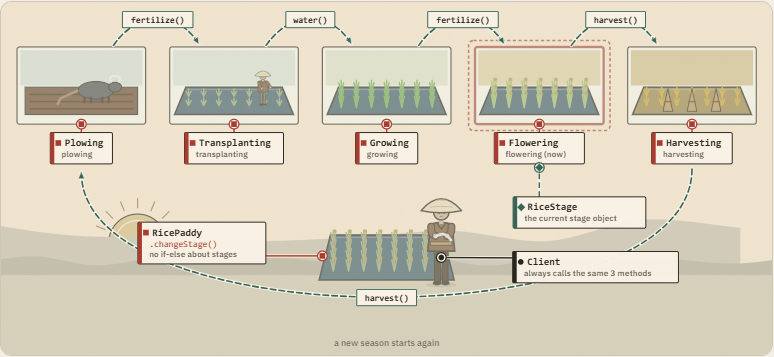 fertilize()
water()
fertilize()
harvest()
Plowing
plowing
Transplanting
transplanting
Growing
growing
Flowering
flowering (now)
Harvesting
harvesting
RiceStage
the current stage object
RicePaddy
.changeStage()
no if-else about stages
Client
always calls the same 3 methods
harvest()
a new season starts again